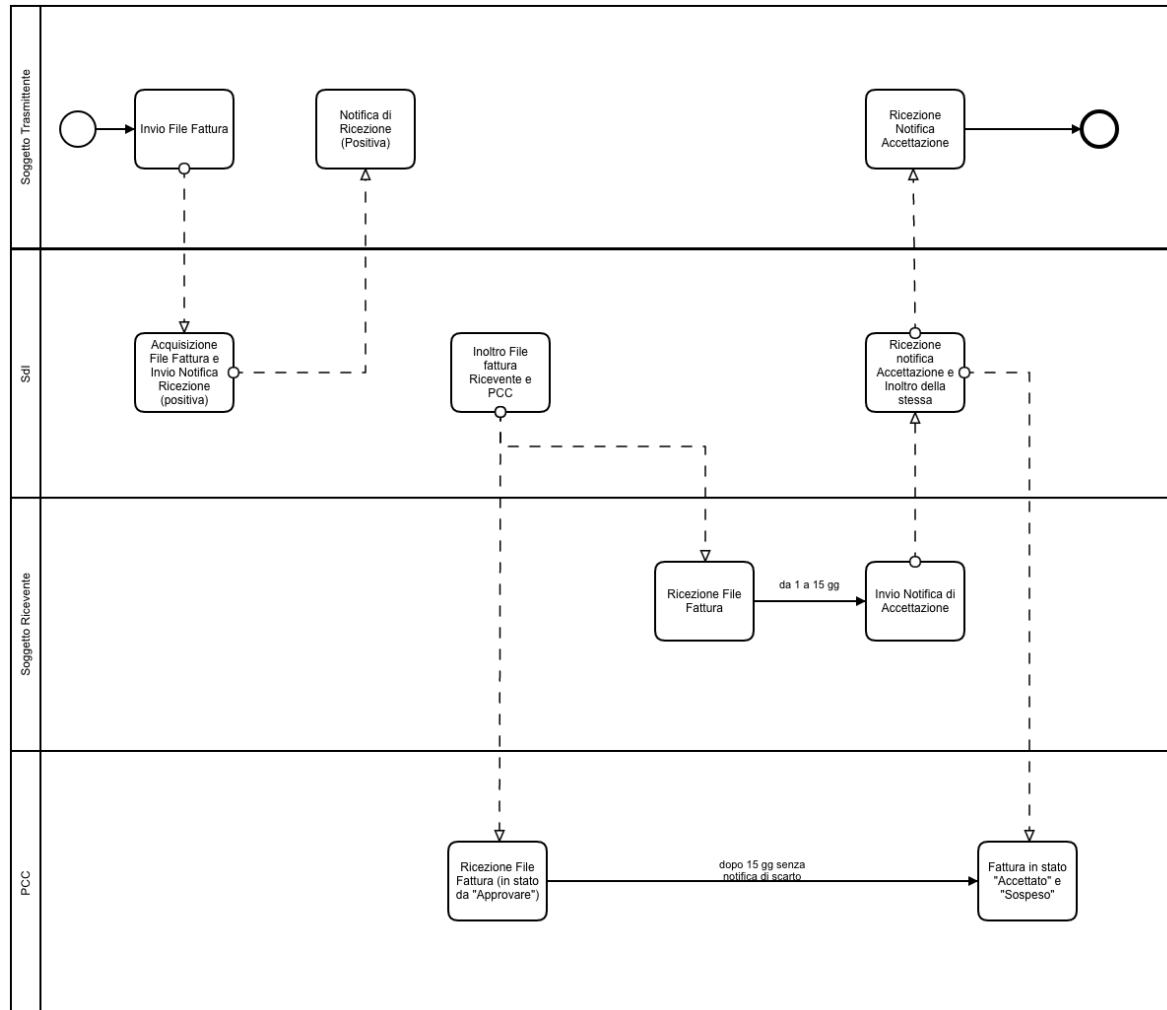 Soggetto Trasmittente
Invio File Fattura
Notifica di
Ricezione
(Positiva)
Ricezione
Notifica
Accettazione
SdI
Acquisizione
File Fattura e
Invio Notifica
Ricezione
(positiva)
Inoltro File
fattura
Ricevente e
PCC
Ricezione
notifica
Accettazione e
Inoltro della
stessa
Soggetto Ricevente
Ricezione File
Fattura
da 1 a 15 gg
Invio Notifica di
Accettazione
PCC
Ricezione File
Fattura (in stato
da "Approvare")
dopo 15 gg senza
notifica di scarto
Fattura in stato
"Accettato" e
"Sospeso"